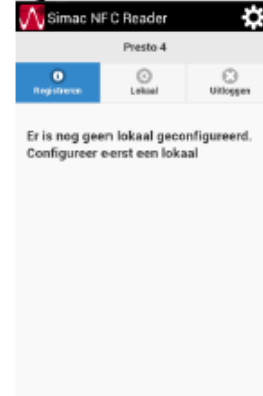 Simac NFC Reader
Presto 4
Registreren Lokaal Uitloggen
Er is nog geen lokaal geconfigureerd.
Configureer eerst een lokaal